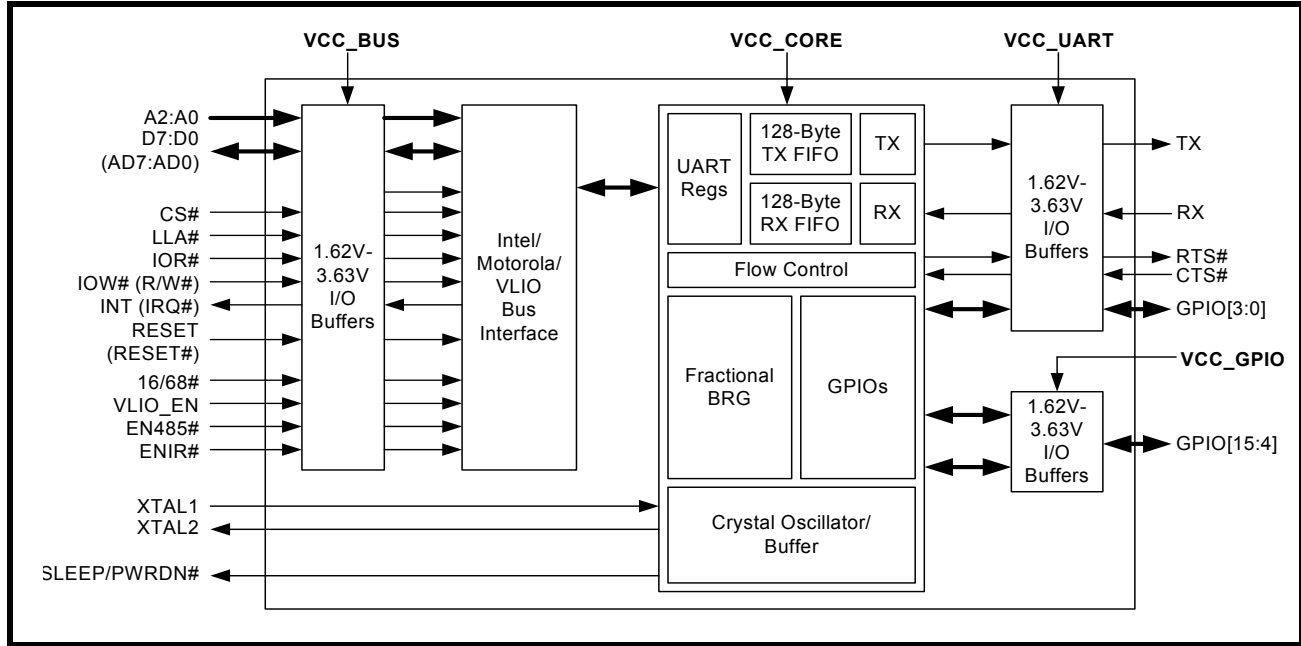 VCC_BUS
VCC_CORE
VCC_UART
A2:A0
D7:D0
(AD7:AD0)
CS#
LLA#
IOR#
IOW# (R/W#)
INT (IRQ#)
RESET
(RESET#)
16/68#
VLIO_EN
EN485#
ENIR#
XTAL1
XTAL2
SLEEP/PWRDN#
1.62V-
3.63V
I/O
Buffers
Intel/
Motorola/
VLIO
Bus
Interface
UART
Regs
128-Byte
TX FIFO
TX
128-Byte
RX FIFO
RX
Flow Control
Fractional
BRG
GPIOs
Crystal Oscillator/
Buffer
1.62V-
3.63V
I/O
Buffers
TX
RX
RTS#
CTS#
GPIO[3:0]
VCC_GPIO
1.62V-
3.63V
I/O
Buffers
GPIO[15:4]